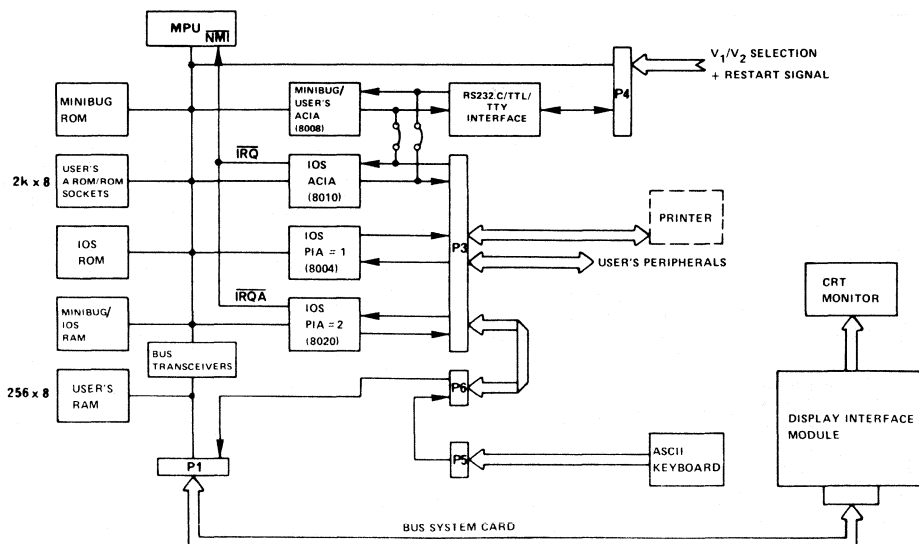 MPU
NMI
V1/V2 SELECTION
+ RESTART SIGNAL
P4
MINIBUG
ROM
MINIBUG/
USER'S
ACIA
(8008)
RS232.C/TTL/
TTY
INTERFACE
IRQ
2k x 8
USER'S
A ROM/ROM
SOCKETS
IOS
ACIA
(8010)
P3
PRINTER
IOS
ROM
IOS
PIA = 1
(8004)
USER'S PERIPHERALS
IRQA
CRT
MONITOR
MINIBUG/
IOS
RAM
IOS
PIA = 2
(8020)
BUS
TRANSCEIVERS
256 x 8
USER'S
RAM
P6
DISPLAY INTERFACE
MODULE
P1
P5
ASCII
KEYBOARD
BUS SYSTEM CARD